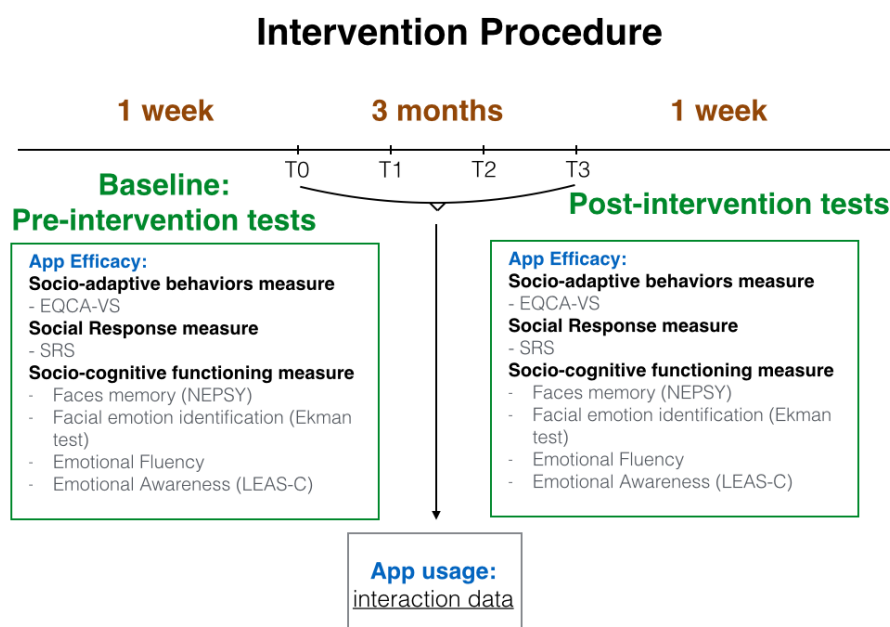 Intervention Procedure
1 week
3 months
1 week
T0
T1
T2
T3
Baseline:
Pre-intervention tests
Post-intervention tests
App Efficacy:
Socio-adaptive behaviors measure
- EQCA-VS
Social Response measure
- SRS
Socio-cognitive functioning measure
- Faces memory (NEPSY)
- Facial emotion identification (Ekman
test)
- Emotional Fluency
- Emotional Awareness (LEAS-C)
App Efficacy:
Socio-adaptive behaviors measure
- EQCA-VS
Social Response measure
- SRS
Socio-cognitive functioning measure
- Faces memory (NEPSY)
- Facial emotion identification (Ekman
test)
- Emotional Fluency
- Emotional Awareness (LEAS-C)
App usage:
interaction data